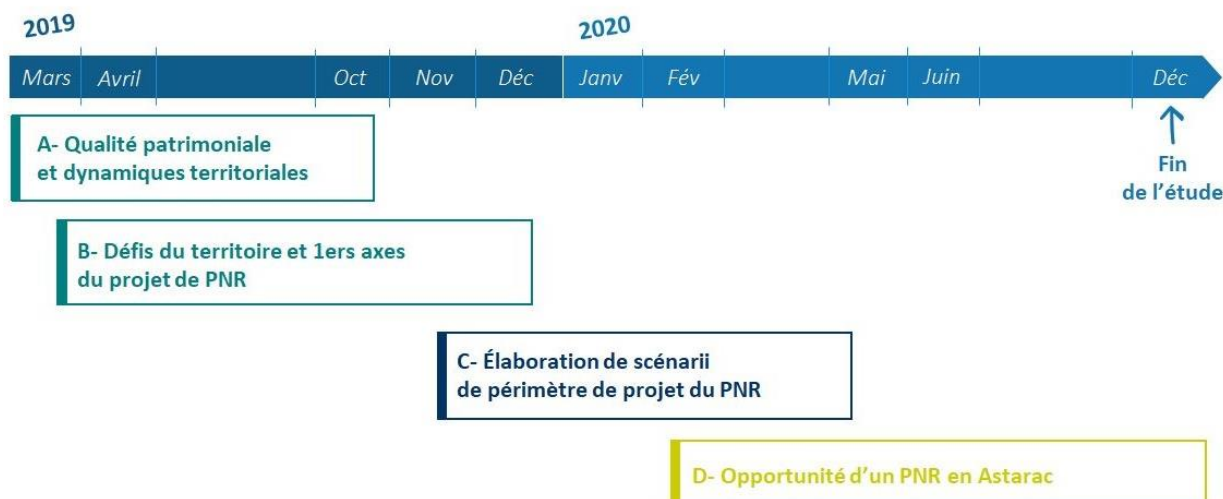 2019
2020
Mars Avril Oct Nov Déc Janv Fév Mai Juin Déc
A- Qualité patrimoniale
et dynamiques territoriales
Fin
de l'étude
B- Défis du territoire et 1ers axes
du projet de PNR
C- Élaboration de scénarii
de périmètre de projet du PNR
D- Opportunité d'un PNR en Astarac